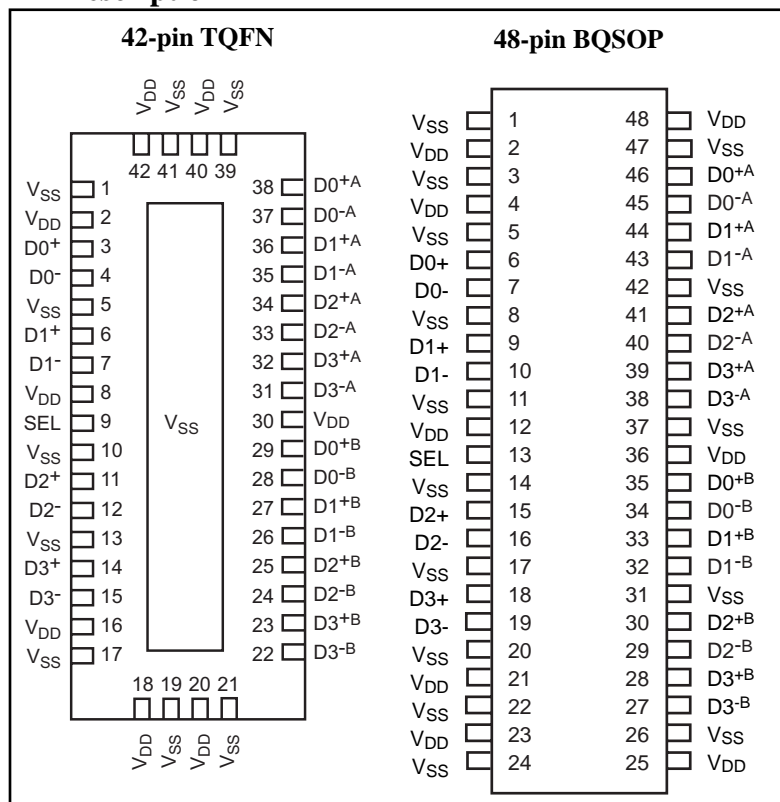 42-pin TQFN
VDD VSS VDD VSS
42 41 40 39
VSS 1
VDD 2
D0+ 3
D0- 4
VSS 5
D1+ 6
D1- 7
VDD 8
SEL 9
VSS 10
D2+ 11
D2- 12
VSS 13
D3+ 14
D3- 15
VDD 16
VSS 17
VSS
38 D0+A
37 D0-A
36 D1+A
35 D1-A
34 D2+A
33 D2-A
32 D3+A
31 D3-A
30 VDD
29 D0+B
28 D0-B
27 D1+B
26 D1-B
25 D2+B
24 D2-B
23 D3+B
22 D3-B
18 19 20 21
VDD VSS VDD VSS
48-pin BQSOP
VSS 1 48 VDD
VDD 2 47 VSS
VSS 3 46 D0+A
VDD 4 45 D0-A
VSS 5 44 D1+A
D0+ 6 43 D1-A
D0- 7 42 VSS
VSS 8 41 D2+A
D1+ 9 40 D2-A
D1- 10 39 D3+A
VSS 11 38 D3-A
VDD 12 37 VSS
SEL 13 36 VDD
VSS 14 35 D0+B
D2+ 15 34 D0-B
D2- 16 33 D1+B
VSS 17 32 D1-B
D3+ 18 31 VSS
D3- 19 30 D2+B
VSS 20 29 D2-B
VDD 21 28 D3+B
VSS 22 27 D3-B
VDD 23 26 VSS
VSS 24 25 VDD